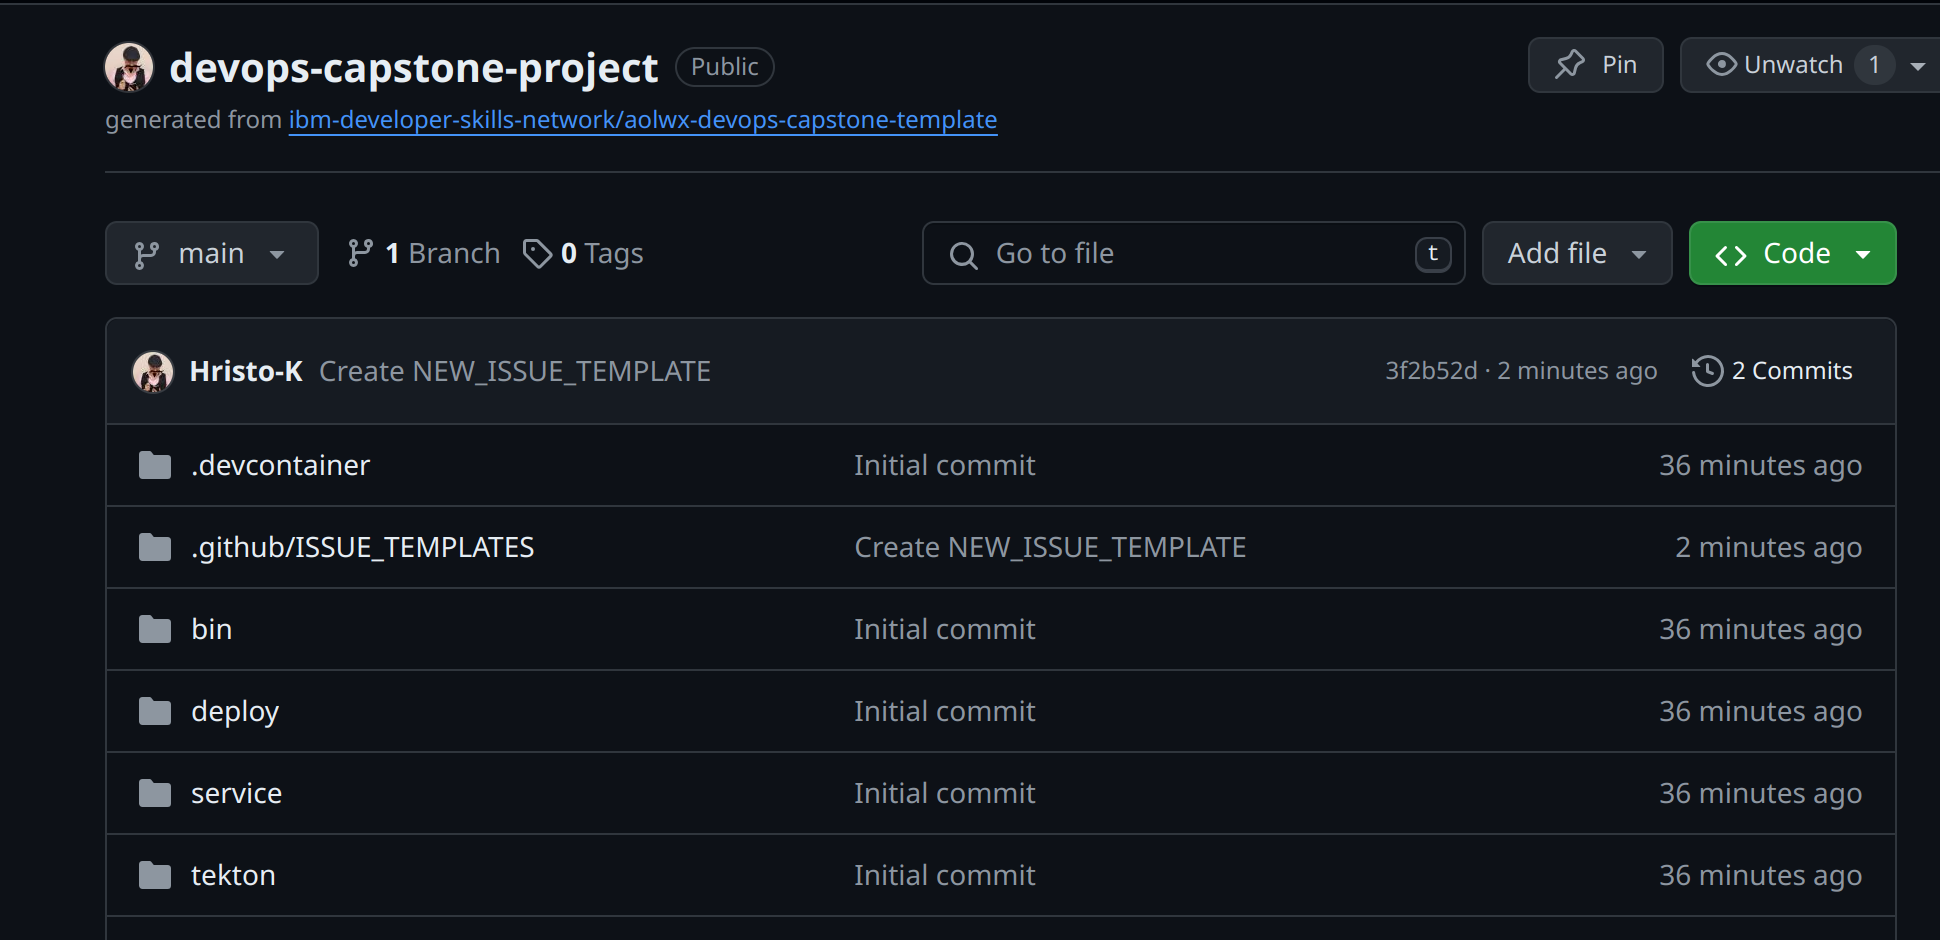 devops-capstone-project Public Pin Unwatch 1
generated from ibm-developer-skills-network/aolwx-devops-capstone-template
main 1 Branch 0 Tags Go to file t Add file Code
Hristo-K Create NEW_ISSUE_TEMPLATE 3f2b52d · 2 minutes ago 2 Commits
.devcontainer Initial commit 36 minutes ago
.github/ISSUE_TEMPLATES Create NEW_ISSUE_TEMPLATE 2 minutes ago
bin Initial commit 36 minutes ago
deploy Initial commit 36 minutes ago
service Initial commit 36 minutes ago
tekton Initial commit 36 minutes ago